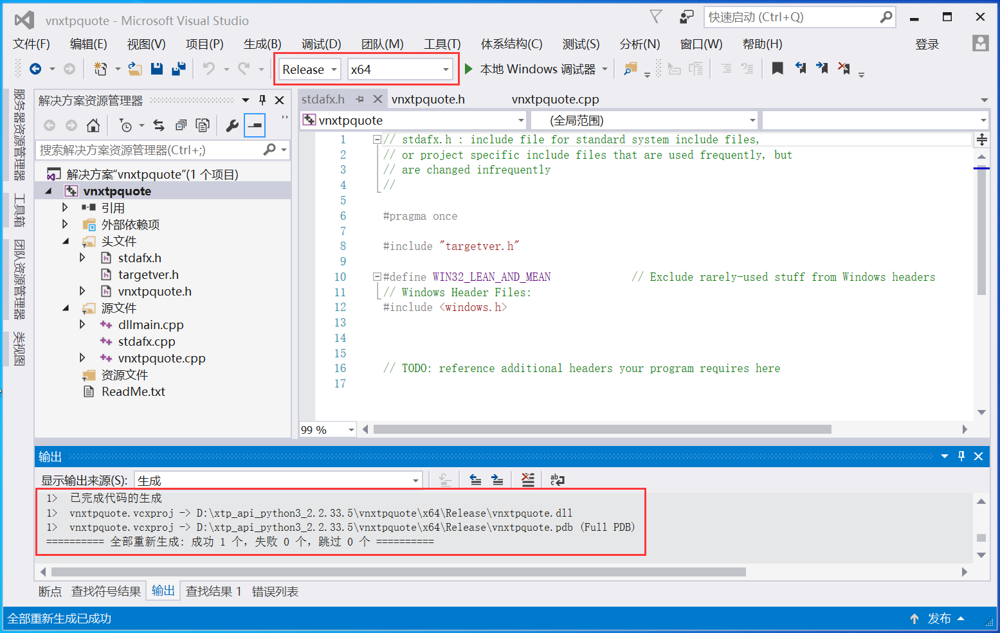 vnxtpquote - Microsoft Visual Studio
快速启动 (Ctrl+Q)
文件(F) 编辑(E) 视图(V) 项目(P) 生成(B) 调试(D) 团队(M) 工具(T) 体系结构(C) 测试(S) 分析(N) 窗口(W) 帮助(H) 登录
Release x64 本地 Windows 调试器
服务器资源管理器
工具箱
团队资源管理器
类视图
解决方案资源管理器
搜索解决方案资源管理器(Ctrl+;)
解决方案"vnxtpquote"(1 个项目)
vnxtpquote
引用
外部依赖项
头文件
stdafx.h
targetver.h
vnxtpquote.h
源文件
dllmain.cpp
stdafx.cpp
vnxtpquote.cpp
资源文件
ReadMe.txt
stdafx.h vnxtpquote.h vnxtpquote.cpp
vnxtpquote (全局范围)
1 // stdafx.h : include file for standard system include files,
2 // or project specific include files that are used frequently, but
3 // are changed infrequently
4 //
5
6 #pragma once
7
8 #include "targetver.h"
9
10 #define WIN32_LEAN_AND_MEAN // Exclude rarely-used stuff from Windows headers
11 // Windows Header Files:
12 #include <windows.h>
13
14
15
16 // TODO: reference additional headers your program requires here
17
99 %
输出
显示输出来源(S): 生成
1> 已完成代码的生成
1> vnxtpquote.vcxproj -> D:\xtp_api_python3_2.2.33.5\vnxtpquote\x64\Release\vnxtpquote.dll
1> vnxtpquote.vcxproj -> D:\xtp_api_python3_2.2.33.5\vnxtpquote\x64\Release\vnxtpquote.pdb (Full PDB)
========== 全部重新生成: 成功 1 个，失败 0 个，跳过 0 个 ==========
断点 查找符号结果 输出 查找结果 1 错误列表
全部重新生成已成功 发布